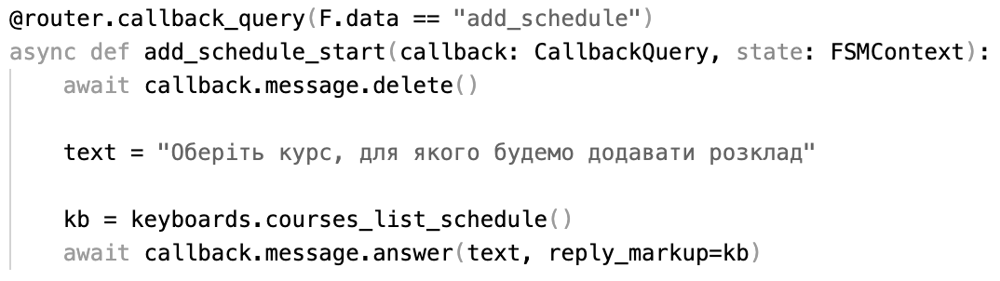 @router.callback_query(F.data == "add_schedule")
async def add_schedule_start(callback: CallbackQuery, state: FSMContext):
    await callback.message.delete()

    text = "Оберіть курс, для якого будемо додавати розклад"

    kb = keyboards.courses_list_schedule()
    await callback.message.answer(text, reply_markup=kb)